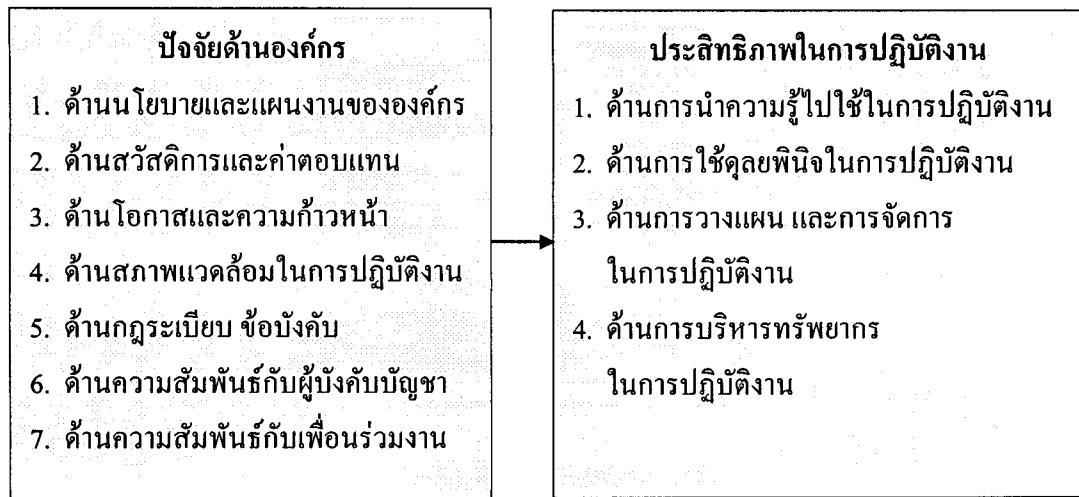 ปัจจัยด้านองค์กร
1. ด้านนโยบายและแผนงานขององค์กร
2. ด้านสวัสดิการและค่าตอบแทน
3. ด้านโอกาสและความก้าวหน้า
4. ด้านสภาพแวดล้อมในการปฏิบัติงาน
5. ด้านกฎระเบียบ ข้อบังคับ
6. ด้านความสัมพันธ์กับผู้บังคับบัญชา
7. ด้านความสัมพันธ์กับเพื่อนร่วมงาน
ประสิทธิภาพในการปฏิบัติงาน
1. ด้านการนำความรู้ไปใช้ในการปฏิบัติงาน
2. ด้านการใช้ดุลยพินิจในการปฏิบัติงาน
3. ด้านการวางแผน และการจัดการ
ในการปฏิบัติงาน
4. ด้านการบริหารทรัพยากร
ในการปฏิบัติงาน